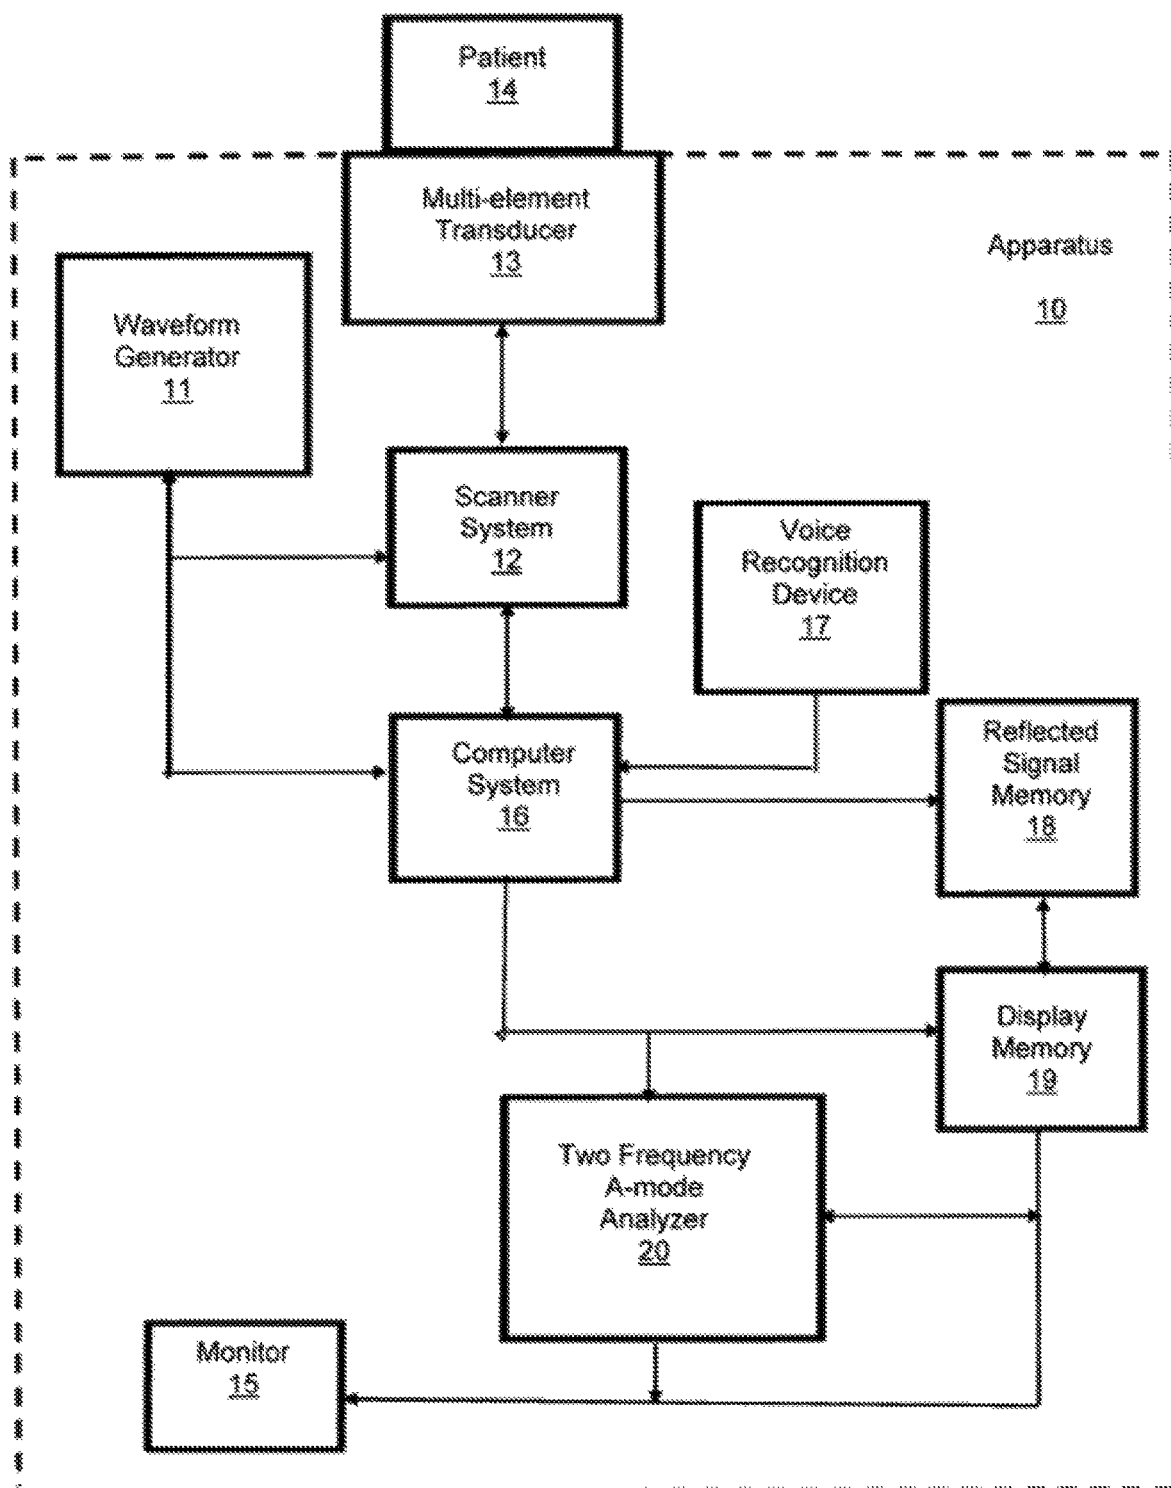 Patient
14
Multi-element
Transducer
13
Apparatus
10
Waveform
Generator
11
Scanner
System
12
Voice
Recognition
Device
17
Computer
System
16
Reflected
Signal
Memory
18
Display
Memory
19
Two Frequency
A-mode
Analyzer
20
Monitor
15